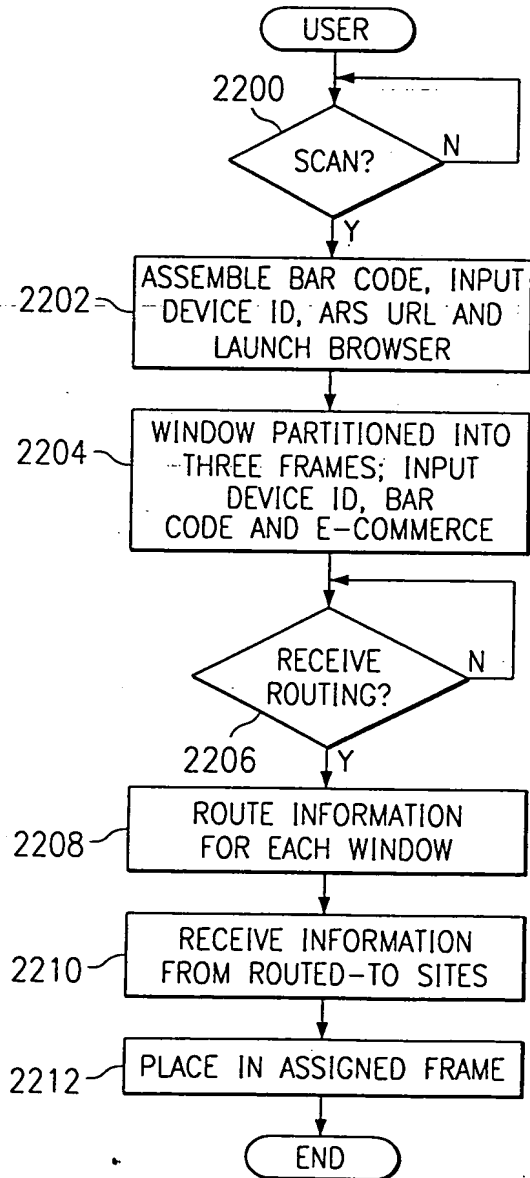 USER
2200
SCAN?
N
Y
2202
ASSEMBLE BAR CODE, INPUT
DEVICE ID, ARS URL AND
LAUNCH BROWSER
2204
WINDOW PARTITIONED INTO
THREE FRAMES; INPUT
DEVICE ID, BAR
CODE AND E-COMMERCE
RECEIVE
ROUTING?
N
2206
Y
2208
ROUTE INFORMATION
FOR EACH WINDOW
2210
RECEIVE INFORMATION
FROM ROUTED-TO SITES
2212
PLACE IN ASSIGNED FRAME
END